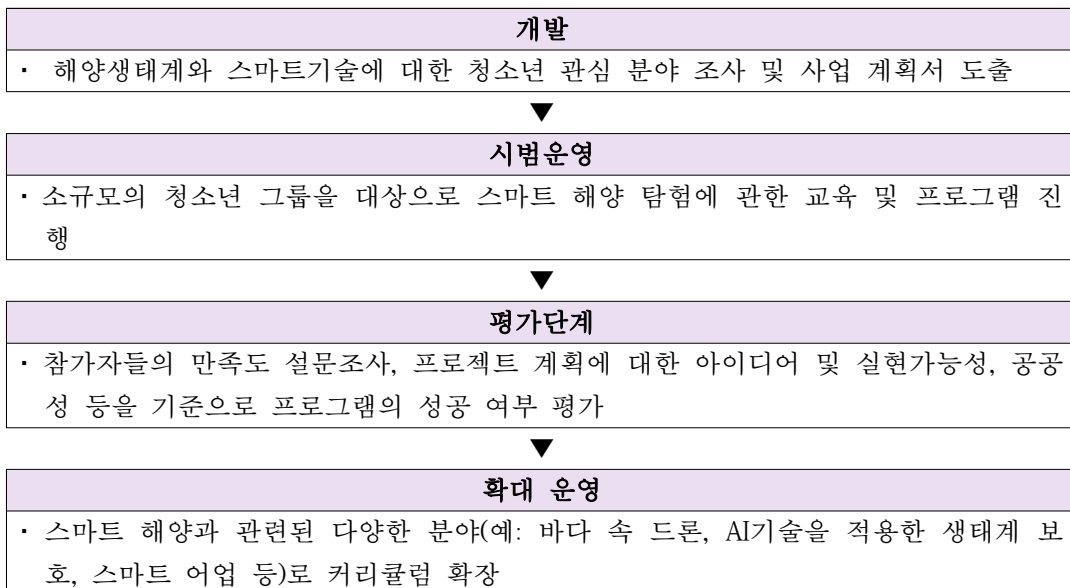 개발
· 해양생태계와 스마트기술에 대한 청소년 관심 분야 조사 및 사업 계획서 도출
▼
시범운영
· 소규모의 청소년 그룹을 대상으로 스마트 해양 탐험에 관한 교육 및 프로그램 진
행
▼
평가단계
· 참가자들의 만족도 설문조사, 프로젝트 계획에 대한 아이디어 및 실현가능성, 공공
성 등을 기준으로 프로그램의 성공 여부 평가
▼
확대 운영
· 스마트 해양과 관련된 다양한 분야(예: 바다 속 드론, AI기술을 적용한 생태계 보
호, 스마트 어업 등)로 커리큘럼 확장